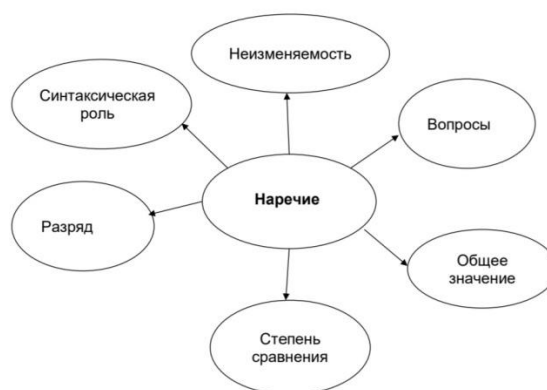 Неизменяемость
Синтаксическая
роль
Вопросы
Наречие
Разряд
Общее
значение
Степень
сравнения